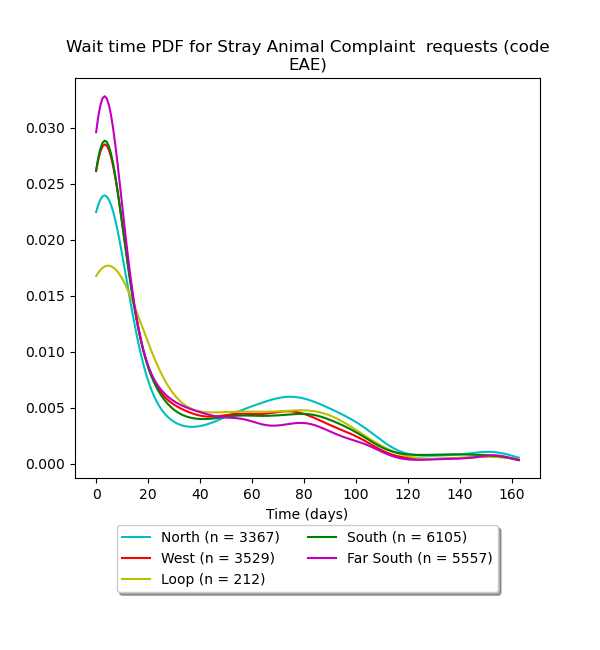 Wait time PDF for Stray Animal Complaint  requests (code
EAE)
0.030
0.025
0.020
0.015
0.010
0.005
0.000
0 20 40 60 80 100 120 140 160
Time (days)
North (n = 3367)
West (n = 3529)
Loop (n = 212)
South (n = 6105)
Far South (n = 5557)